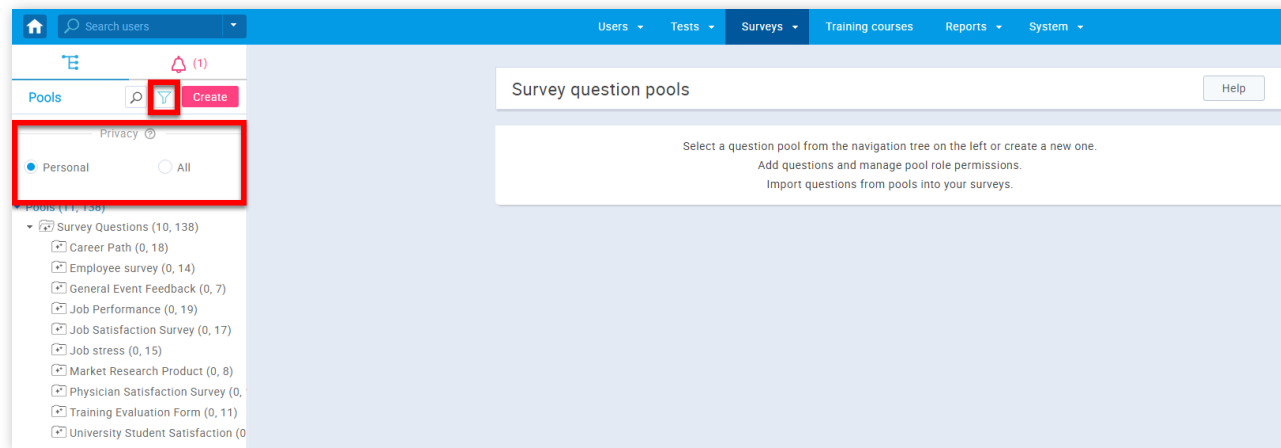 Search users
Users Tests Surveys Training courses Reports System
(1)
Pools Create
Privacy
Personal All
Pools (11, 138)
Survey Questions (10, 138)
Career Path (0, 18)
Employee survey (0, 14)
General Event Feedback (0, 7)
Job Performance (0, 19)
Job Satisfaction Survey (0, 17)
Job stress (0, 15)
Market Research Product (0, 8)
Physician Satisfaction Survey (0,
Training Evaluation Form (0, 11)
University Student Satisfaction (0
Survey question pools Help
Select a question pool from the navigation tree on the left or create a new one.
Add questions and manage pool role permissions.
Import questions from pools into your surveys.